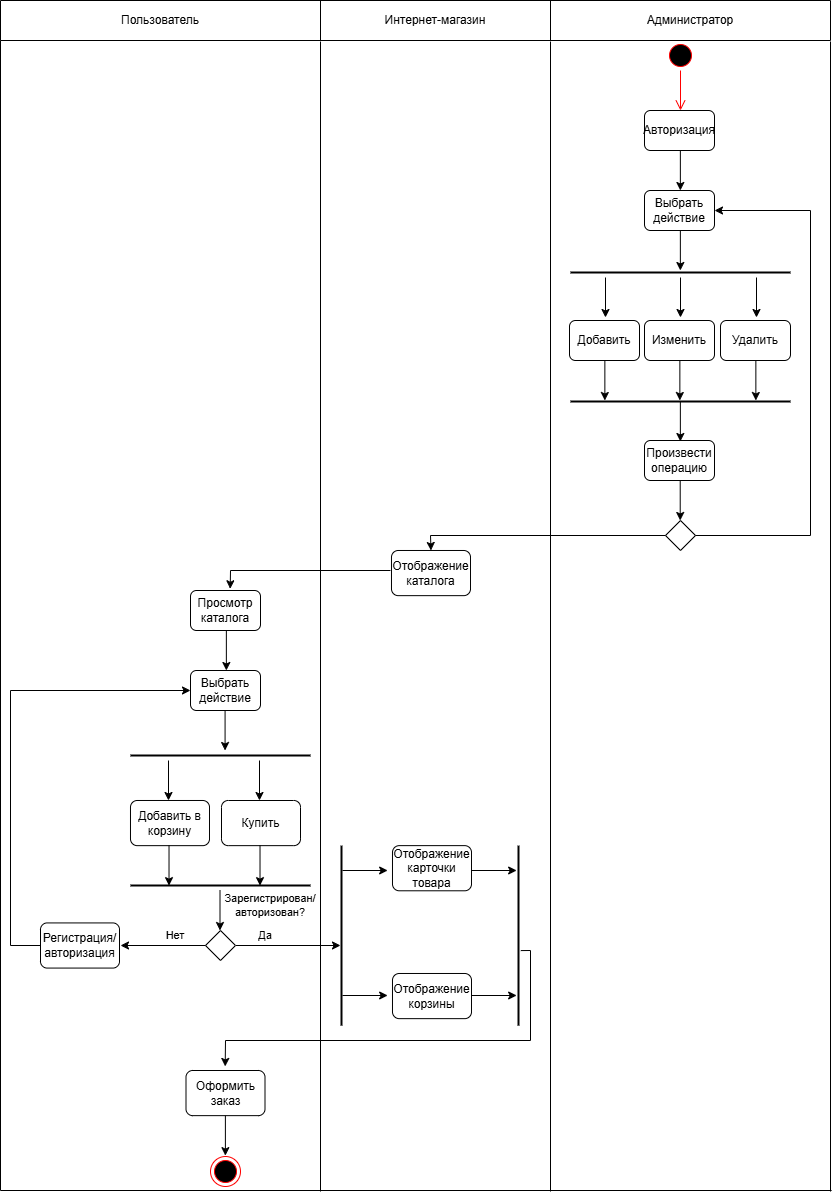 Пользователь
Интернет-магазин
Администратор
Авторизация
Выбрать
действие
Добавить
Изменить
Удалить
Произвести
операцию
Отображение
каталога
Просмотр
каталога
Выбрать
действие
Добавить в
корзину
Купить
Отображение
карточки
товара
Зарегистрирован/
авторизован?
Регистрация/
авторизация
Нет
Да
Отображение
корзины
Оформить
заказ